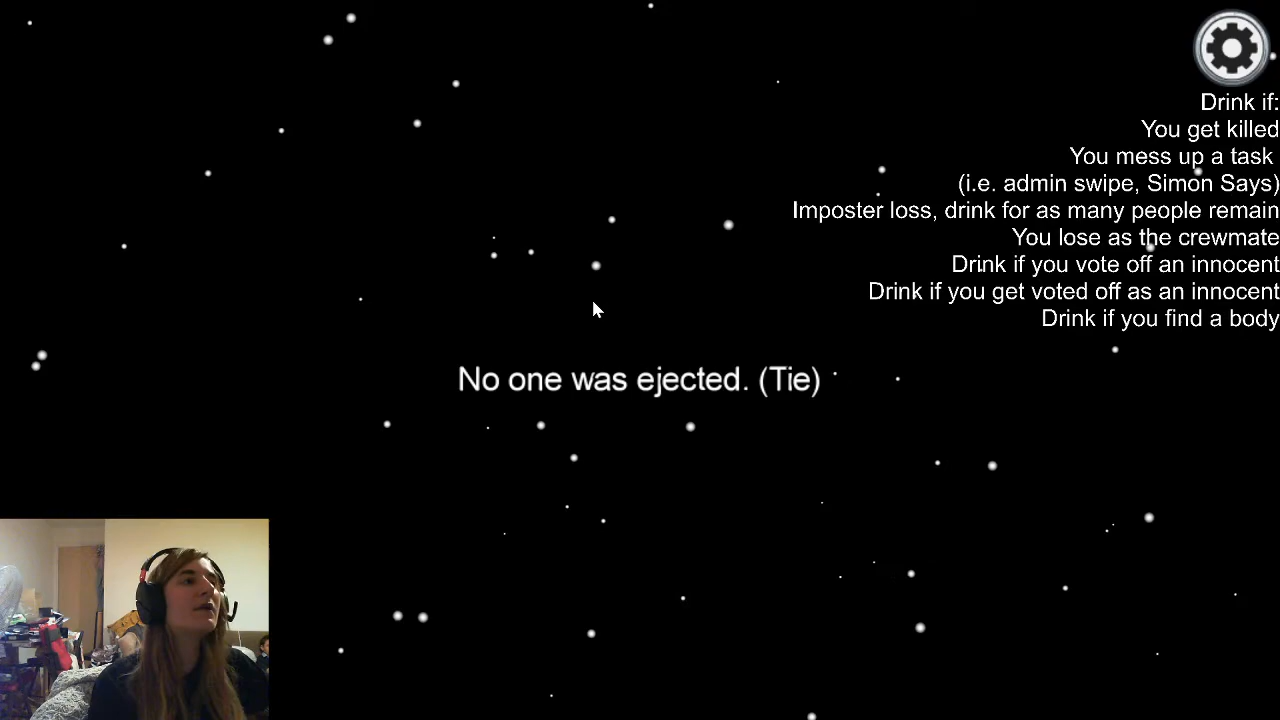 Drink if:
You get killed
You mess up a task
(i.e. admin swipe, Simon Says)
Imposter loss, drink for as many people remain
You lose as the crewmate
Drink if you vote off an innocent
Drink if you get voted off as an innocent
Drink if you find a body
No one was ejected. (Tie)